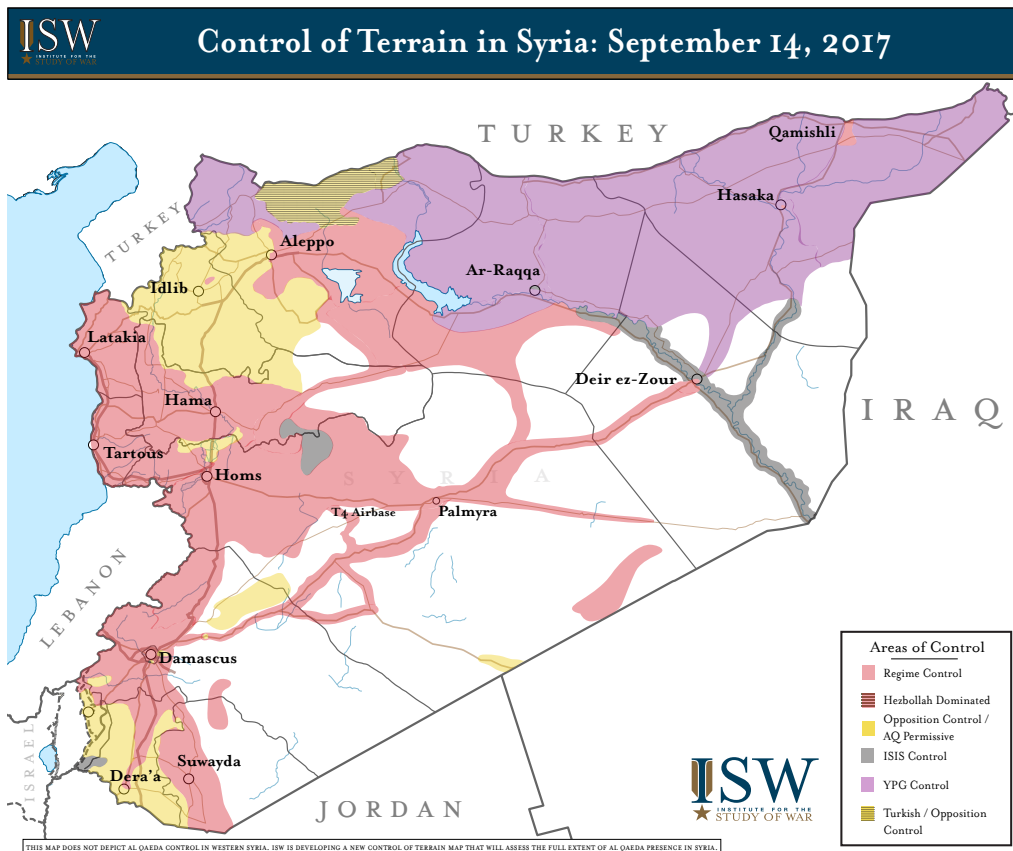 ISW
INSTITUTE FOR THE
STUDY OF WAR
Control of Terrain in Syria: September 14, 2017
TURKEY
Qamishli
Hasaka
TURKEY
Aleppo
Ar-Raqqa
Idlib
Latakia
Deir ez-Zour
Hama
IRAQ
Tartous
Homs
SYRIA
T4 Airbase
Palmyra
LEBANON
Damascus
ISRAEL
Suwayda
Dera'a
JORDAN
Areas of Control
Regime Control
Hezbollah Dominated
Opposition Control /
AQ Permissive
ISIS Control
YPG Control
Turkish / Opposition
Control
ISW
INSTITUTE FOR THE
STUDY OF WAR
THIS MAP DOES NOT DEPICT AL QAEDA CONTROL IN WESTERN SYRIA. ISW IS DEVELOPING A NEW CONTROL OF TERRAIN MAP THAT WILL ASSESS THE FULL EXTENT OF AL QAEDA PRESENCE IN SYRIA.